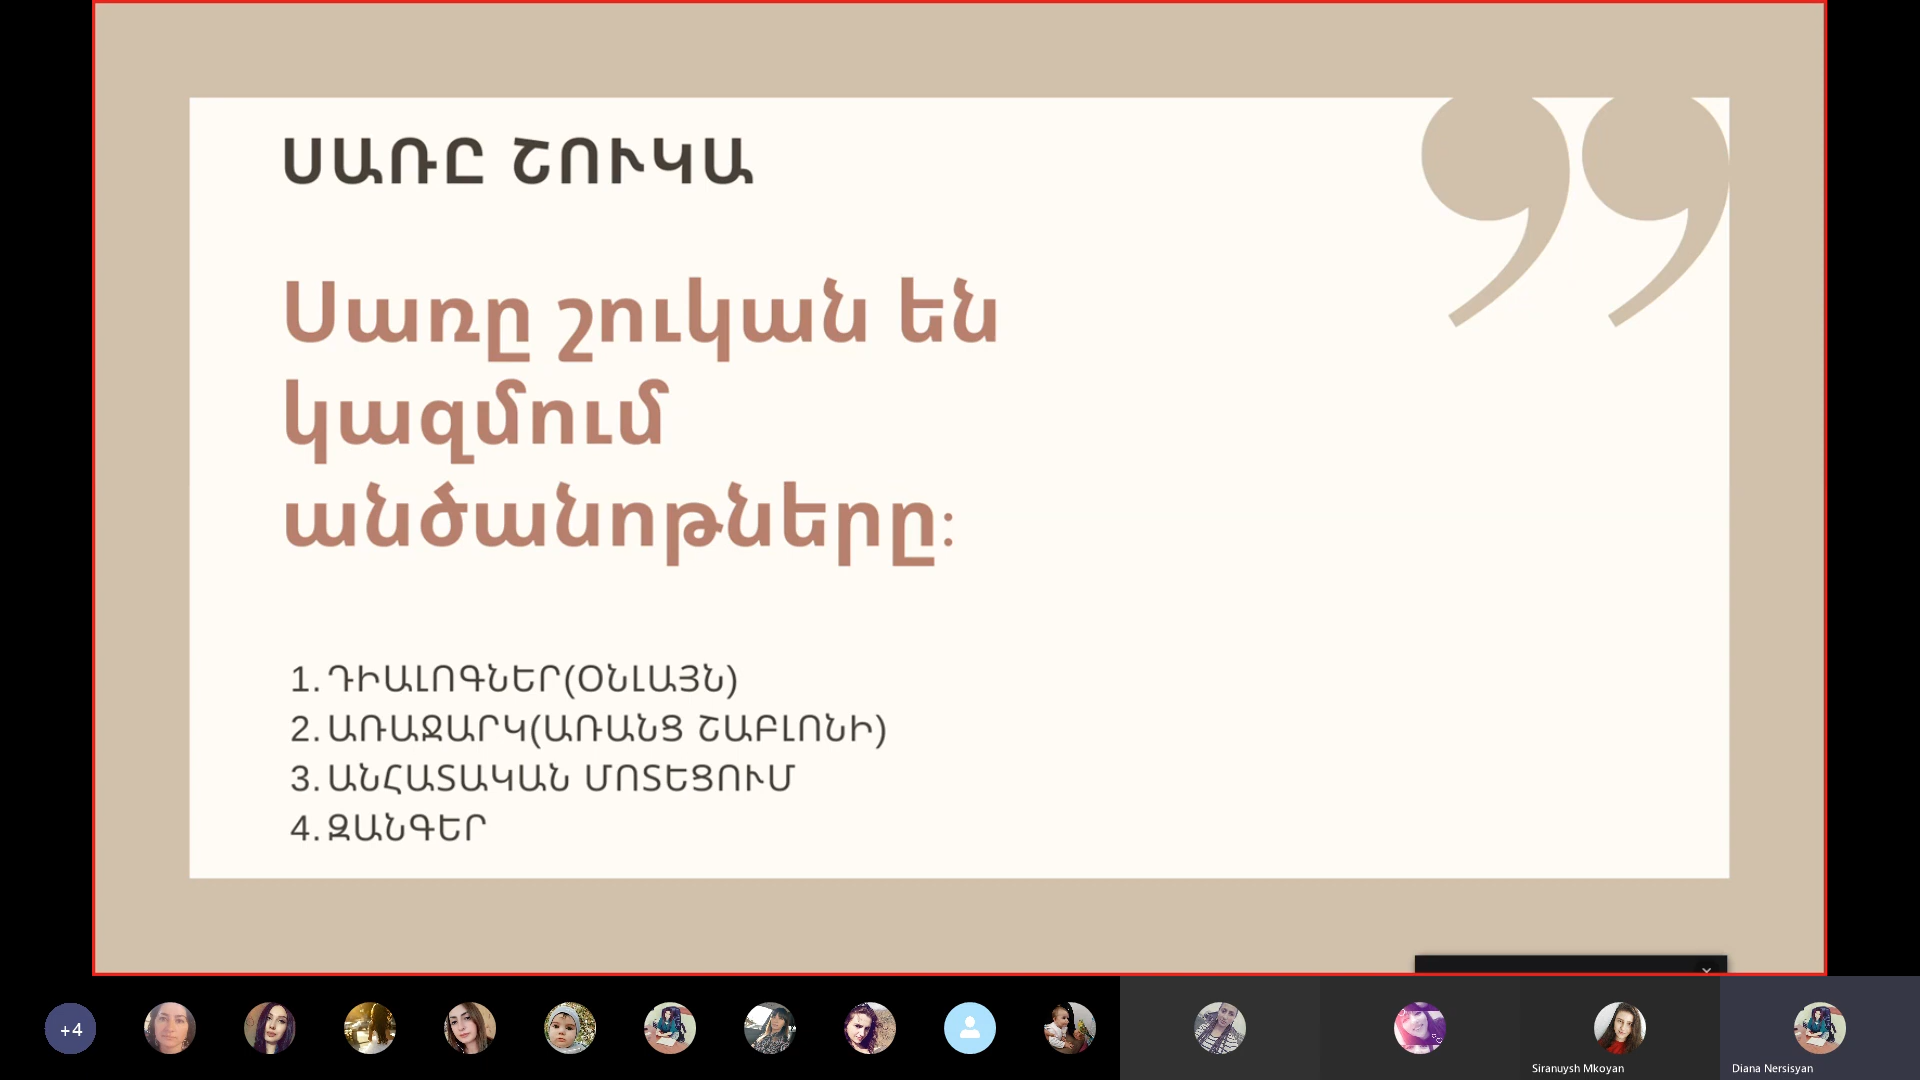 ՍԱՌԸ ՇՈՒԿԱ
Սառը շուկան են
կազմում
անծանոթները:
1. ԴԻԱԼՈԳՆԵՐ(ՕՆԼԱՅՆ)
2. ԱՌԱՋԱՐԿ(ԱՌԱՆՑ ՇԱԲԼՈՆԻ)
3. ԱՆՀԱՏԱԿԱՆ ՄՈՏԵՑՈՒՄ
4. ԶԱՆԳԵՐ
+4
Siranuysh Mkoyan
Diana Nersisyan